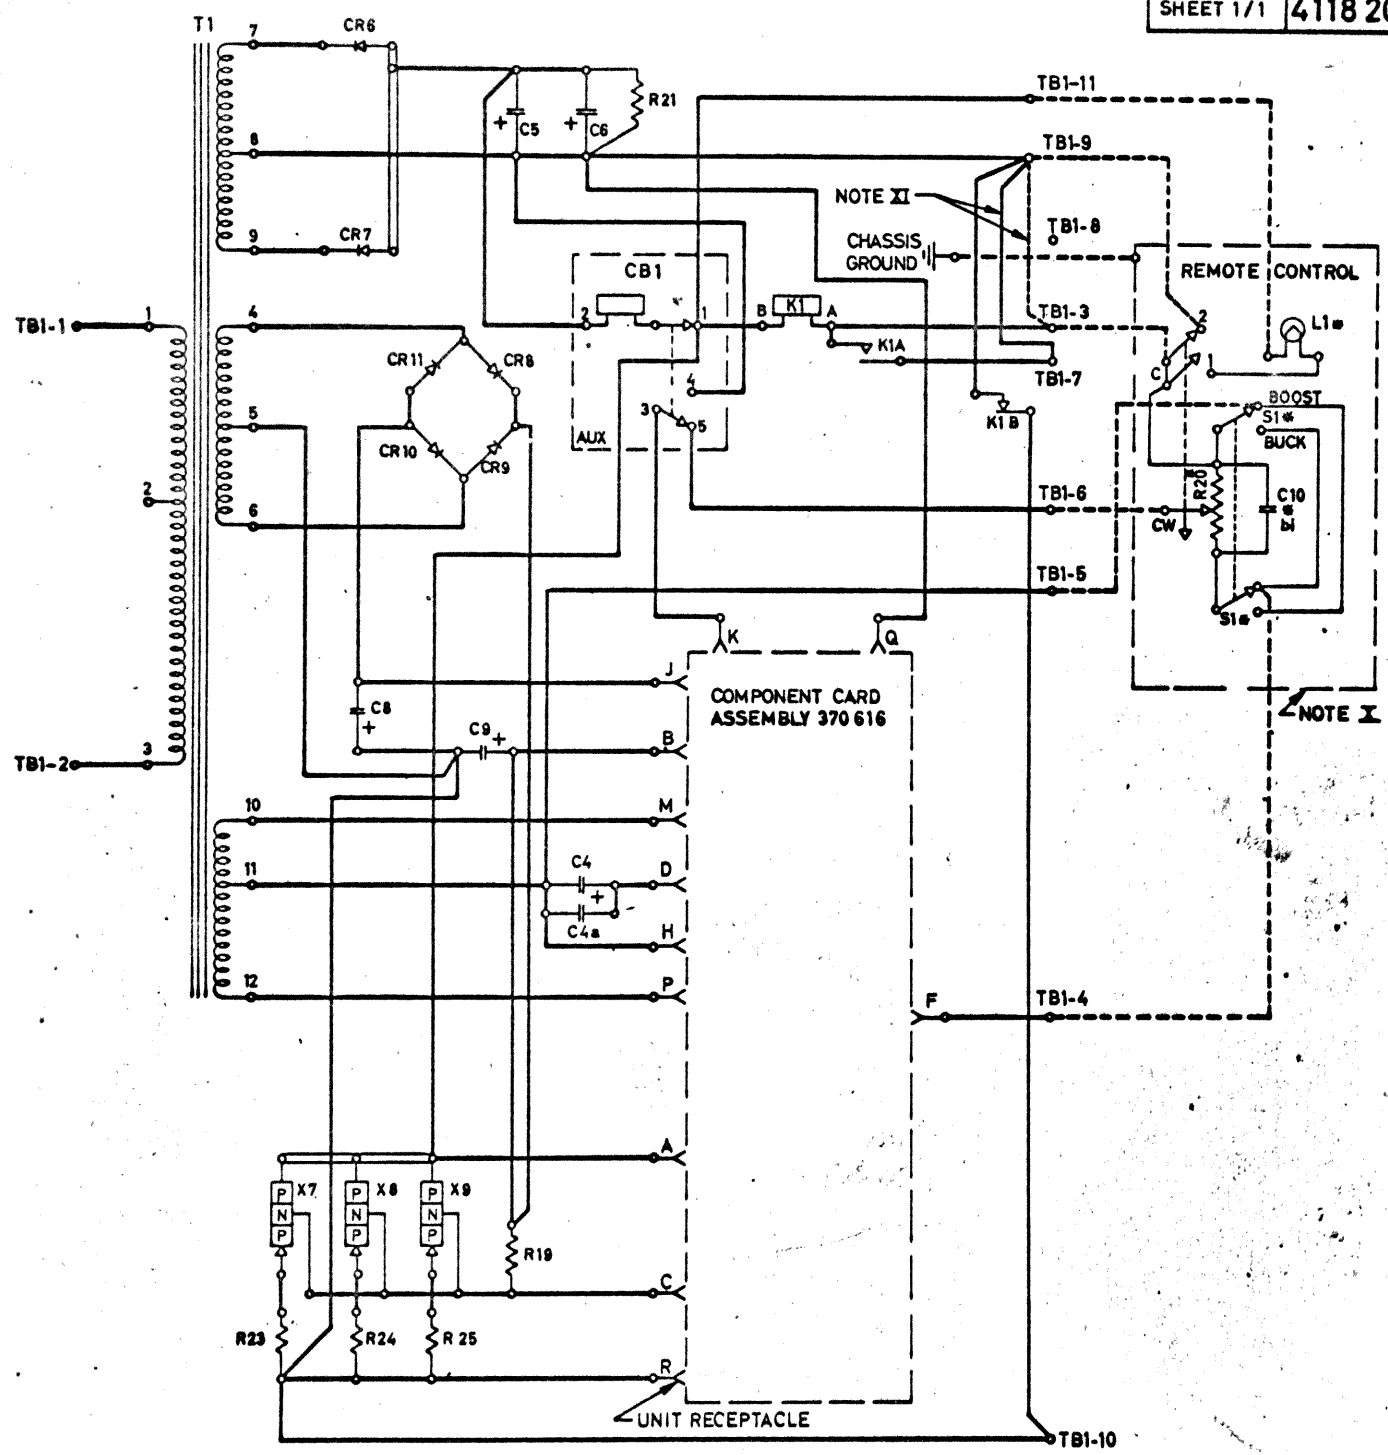 SHEET 1/1
4118 20
T1
7
CR6
8
9
CR7
R21
+ C5
+ C6
TB1-11
TB1-9
NOTE XI
TB1-8
CHASSIS
GROUND
REMOTE CONTROL
CB1
2
1
B
K1
A
TB1-3
2
L1*
K1A
TB1-7
C
1
4
3
5
AUX
K1B
BOOST
S1*
BUCK
TB1-1
1
4
CR11
CR8
5
CR10
CR9
2
6
TB1-6
CW
*
R20
C10
*
bi
TB1-5
S1*
K
Q
J
COMPONENT CARD
ASSEMBLY 370 616
NOTE X
C8
+
C9
+
B
TB1-2
3
10
M
11
C4
D
+
C4a
H
12
P
F
TB1-4
A
P
N
P
X7
P
N
P
X8
P
N
P
X9
R19
C
R23
R24
R 25
R
UNIT RECEPTACLE
TB1-10